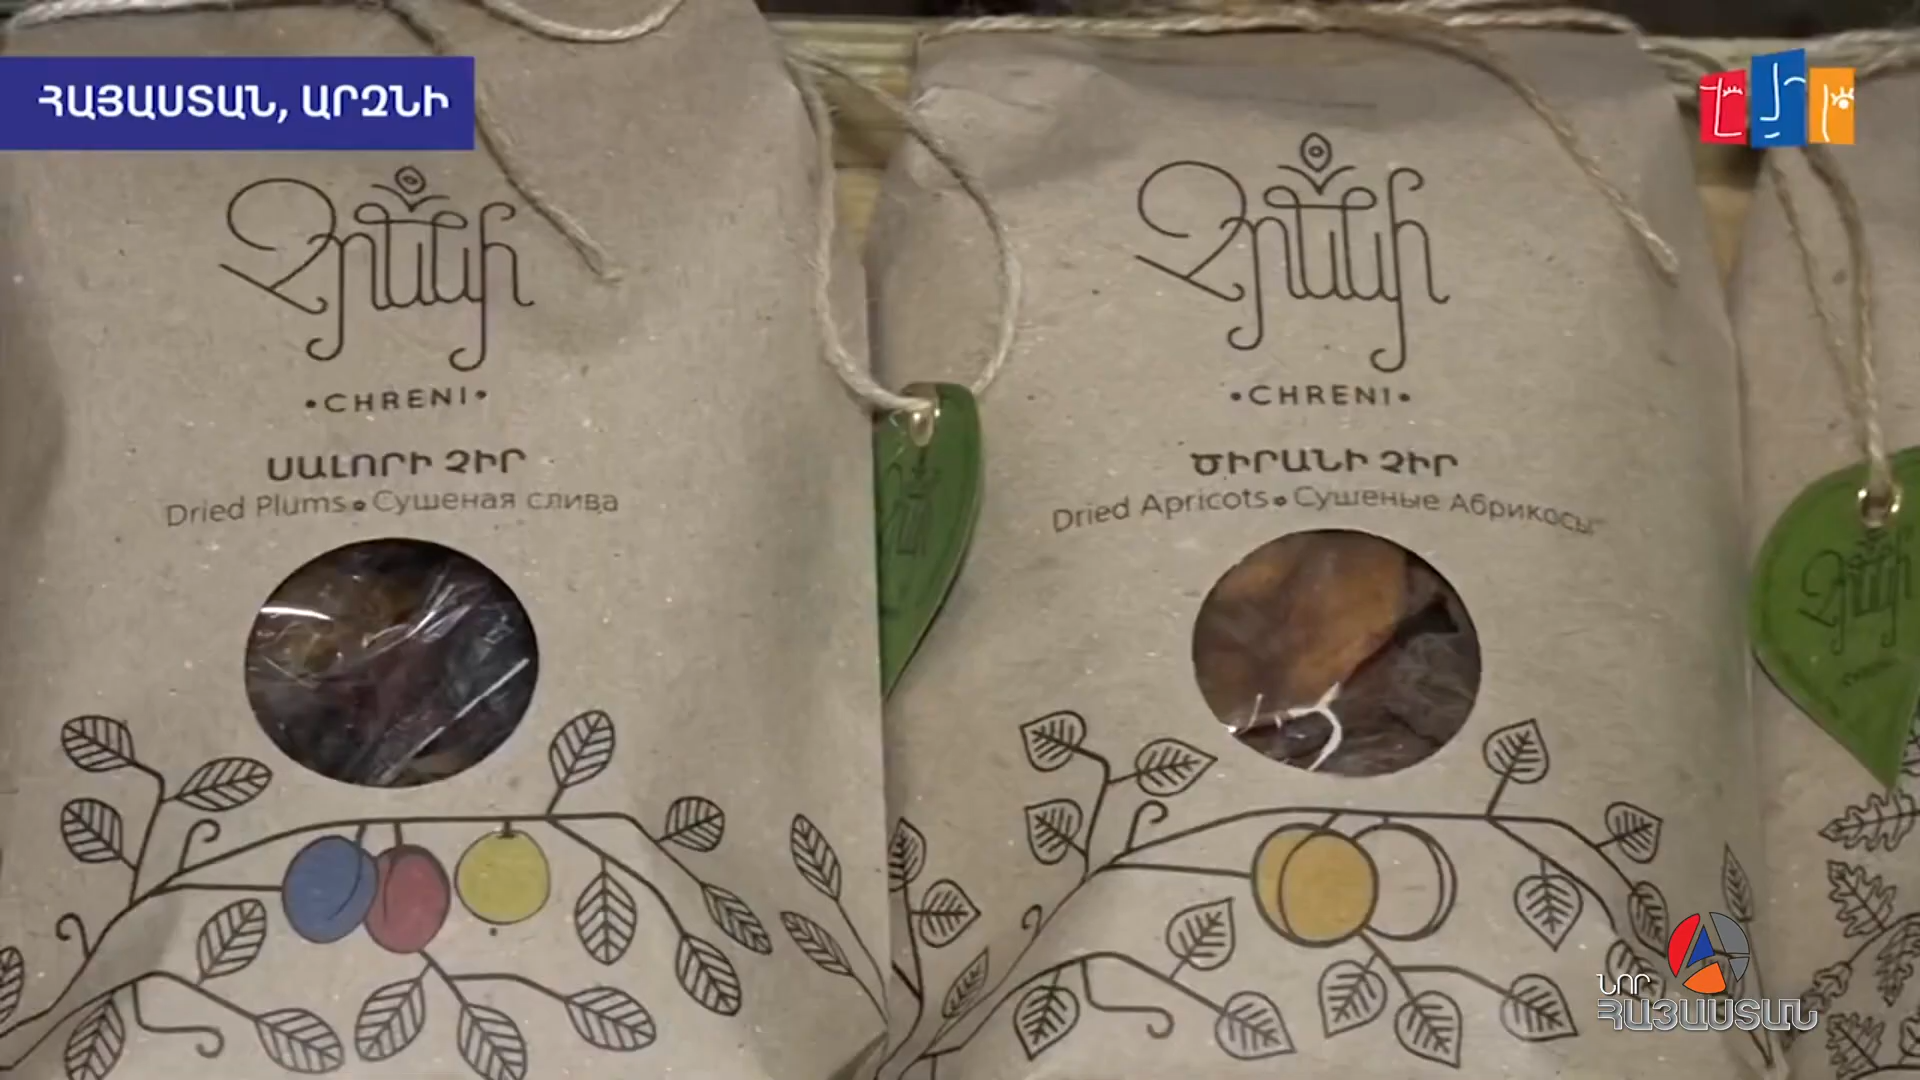 ՀԱՅԱՍՏԱՆ, ԱՐԶՆԻ
Չրենի
•CHRENI•
ՍԱԼՈՐԻ ՉԻՐ
Dried Plums • Сушеная слива
Չրենի
•CHRENI•
ԾԻՐԱՆԻ ՉԻՐ
Dried Apricots • Сушеные Абрикосы
ՆՈՐ
ՀԱՅԱՍՏԱՆ